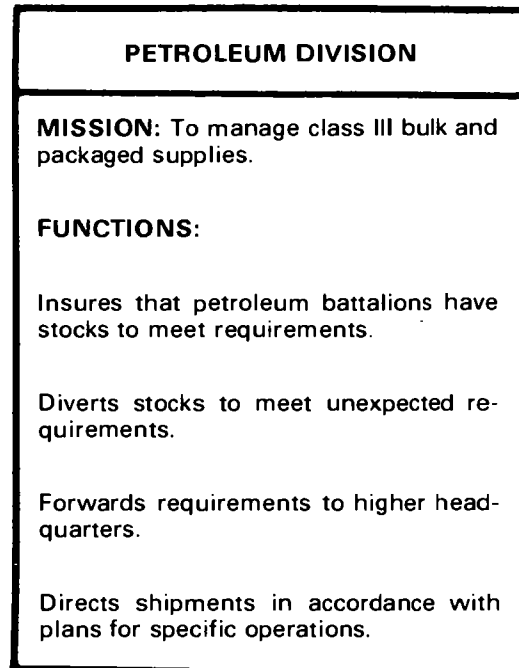 PETROLEUM DIVISION
MISSION: To manage class III bulk and
packaged supplies.
FUNCTIONS:
Insures that petroleum battalions have
stocks to meet requirements.
Diverts stocks to meet unexpected re-
quirements.
Forwards requirements to higher head-
quarters.
Directs shipments in accordance with
plans for specific operations.